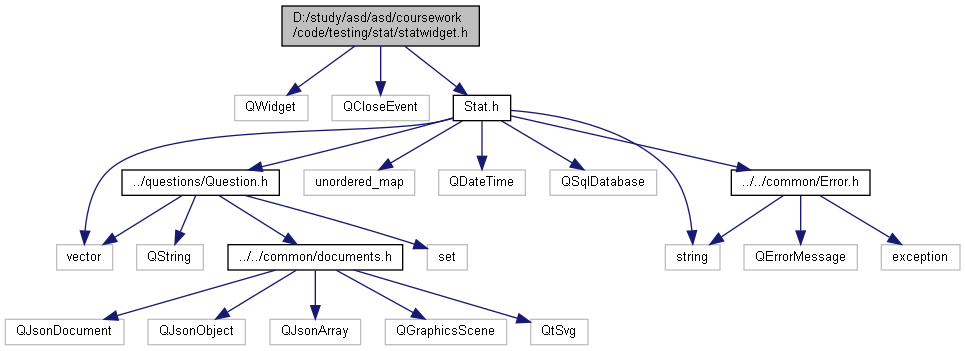 D:/study/asd/asd/coursework
/code/testing/stat/statwidget.h
QWidget
QCloseEvent
Stat.h
../questions/Question.h
unordered_map
QDateTime
QSqlDatabase
../../common/Error.h
vector
QString
../../common/documents.h
set
string
QErrorMessage
exception
QJsonDocument
QJsonObject
QJsonArray
QGraphicsScene
QtSvg